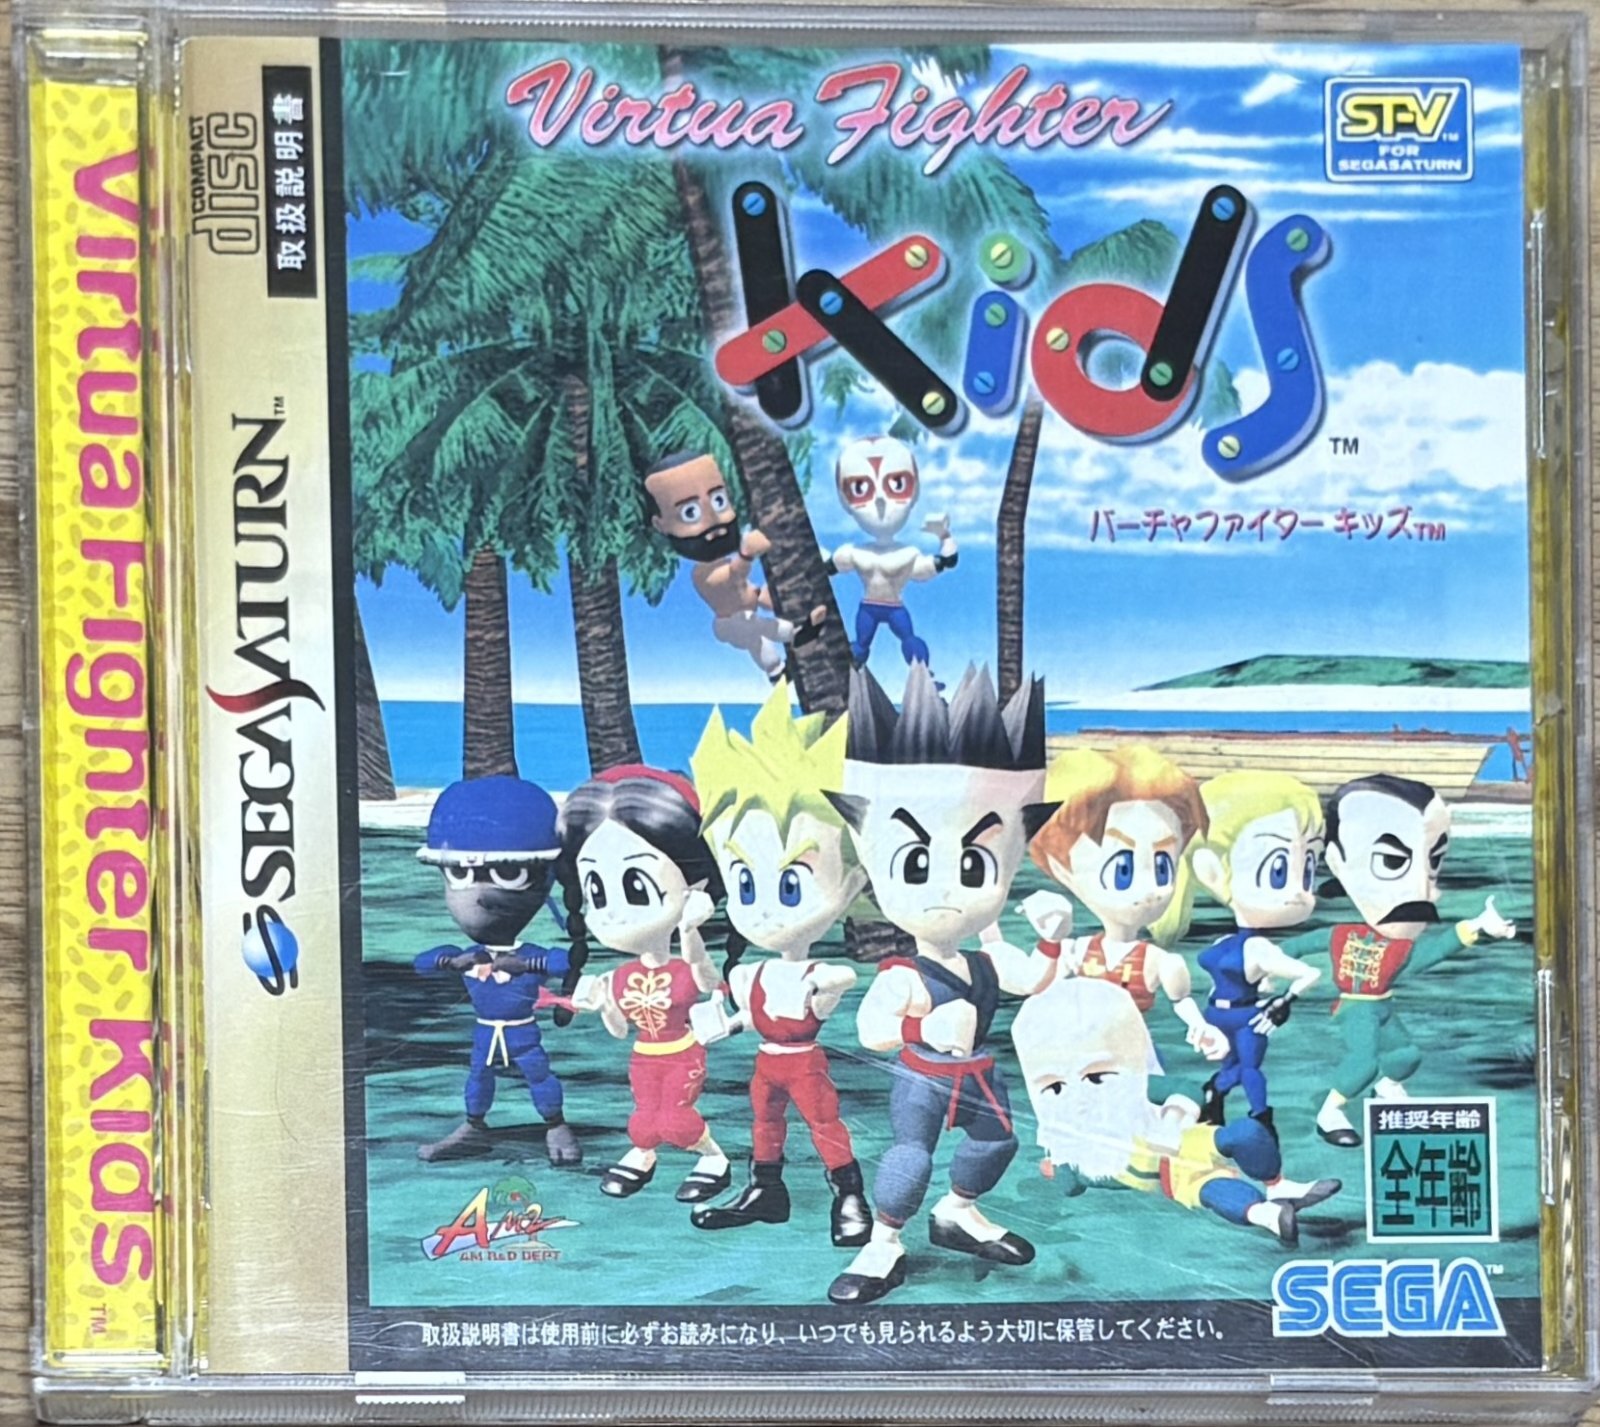 Virtua Fighter Kids™
COMPACT
disc
取扱説明書
SEGA SATURN™
Virtua Fighter
Kids
TM
バーチャファイター キッズTM
ST-V™
FOR
SEGASATURN
AM2
AM R&D DEPT
推奨年齢
全年齢
SEGA™
取扱説明書は使用前に必ずお読みになり、いつでも見られるよう大切に保管してください。